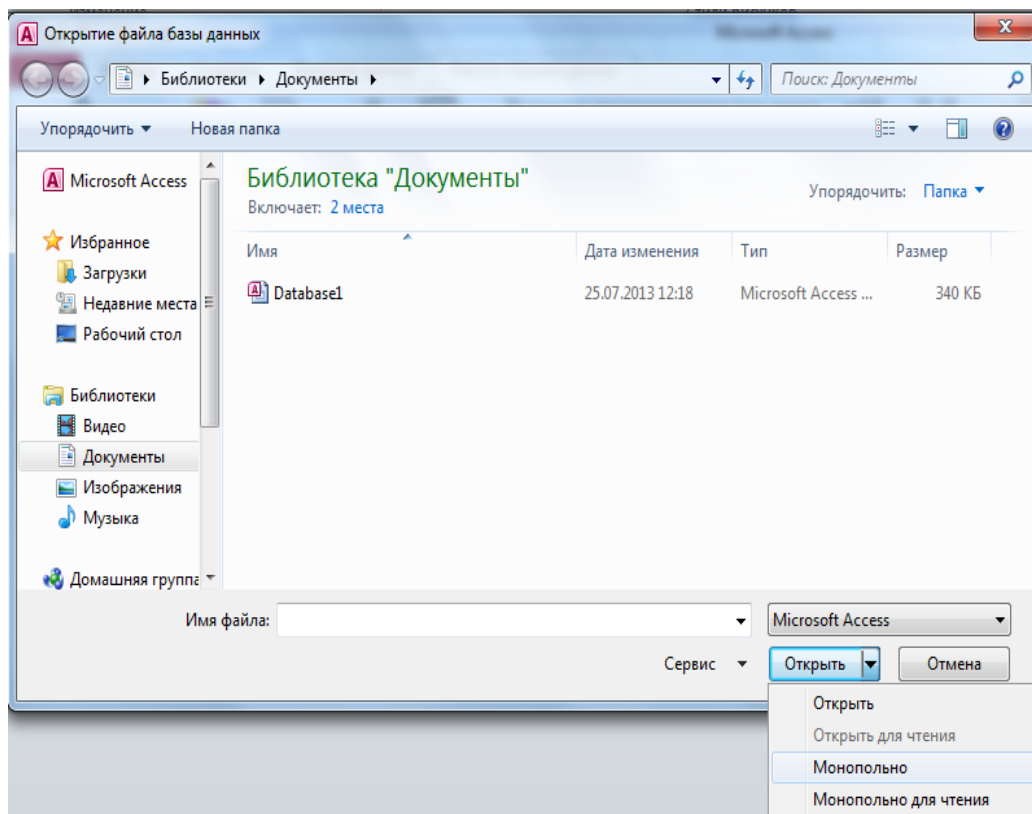 Открытие файла базы данных
Библиотеки Документы
Поиск: Документы
Упорядочить Новая папка
Microsoft Access
Избранное
Загрузки
Недавние места
Рабочий стол
Библиотеки
Видео
Документы
Изображения
Музыка
Домашняя группа
Библиотека "Документы"
Включает: 2 места
Упорядочить: Папка
Имя Дата изменения Тип Размер
Database1 25.07.2013 12:18 Microsoft Access ... 340 КБ
Имя файла:
Microsoft Access
Сервис Открыть Отмена
Открыть
Открыть для чтения
Монопольно
Монопольно для чтения